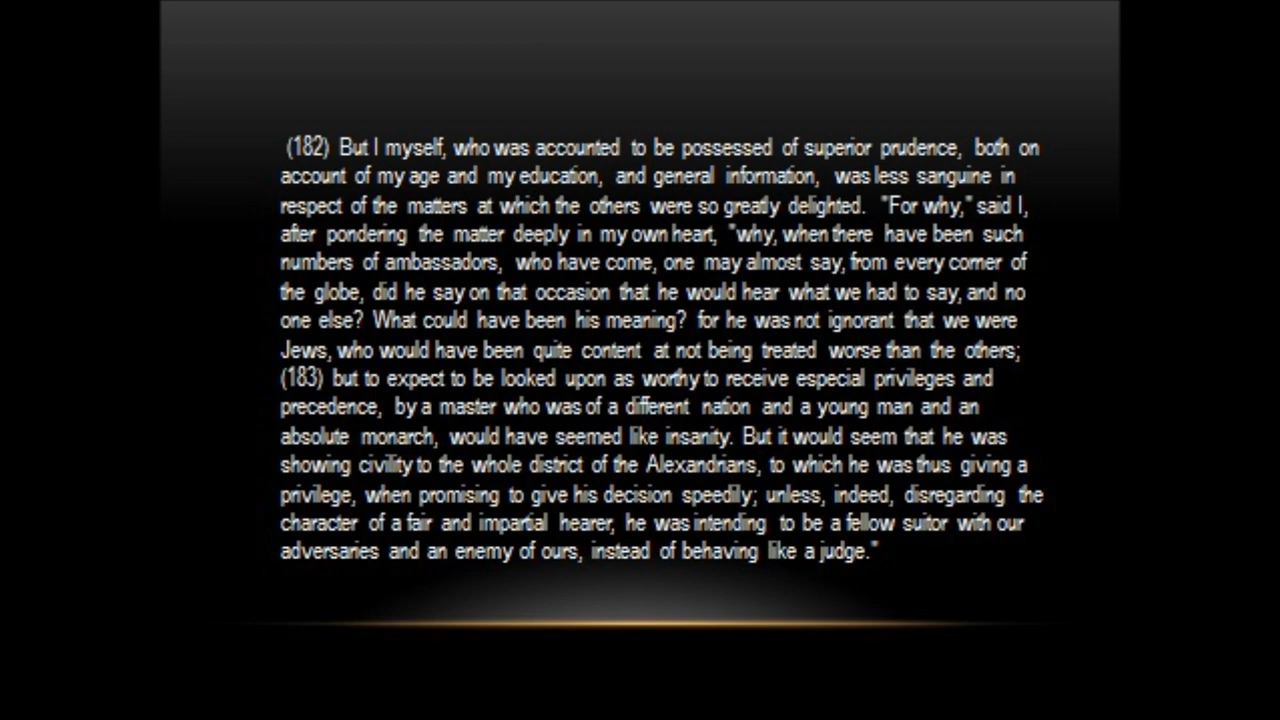 (182) But I myself, who was accounted to be possessed of superior prudence, both on
account of my age and my education, and general information, was less sanguine in
respect of the matters at which the others were so greatly delighted. "For why," said I,
after pondering the matter deeply in my own heart, "why, when there have been such
numbers of ambassadors, who have come, one may almost say, from every corner of
the globe, did he say on that occasion that he would hear what we had to say, and no
one else? What could have been his meaning? for he was not ignorant that we were
Jews, who would have been quite content at not being treated worse than the others;
(183) but to expect to be looked upon as worthy to receive especial privileges and
precedence, by a master who was of a different nation and a young man and an
absolute monarch, would have seemed like insanity. But it would seem that he was
showing civility to the whole district of the Alexandrians, to which he was thus giving a
privilege, when promising to give his decision speedily; unless, indeed, disregarding the
character of a fair and impartial hearer, he was intending to be a fellow suitor with our
adversaries and an enemy of ours, instead of behaving like a judge."